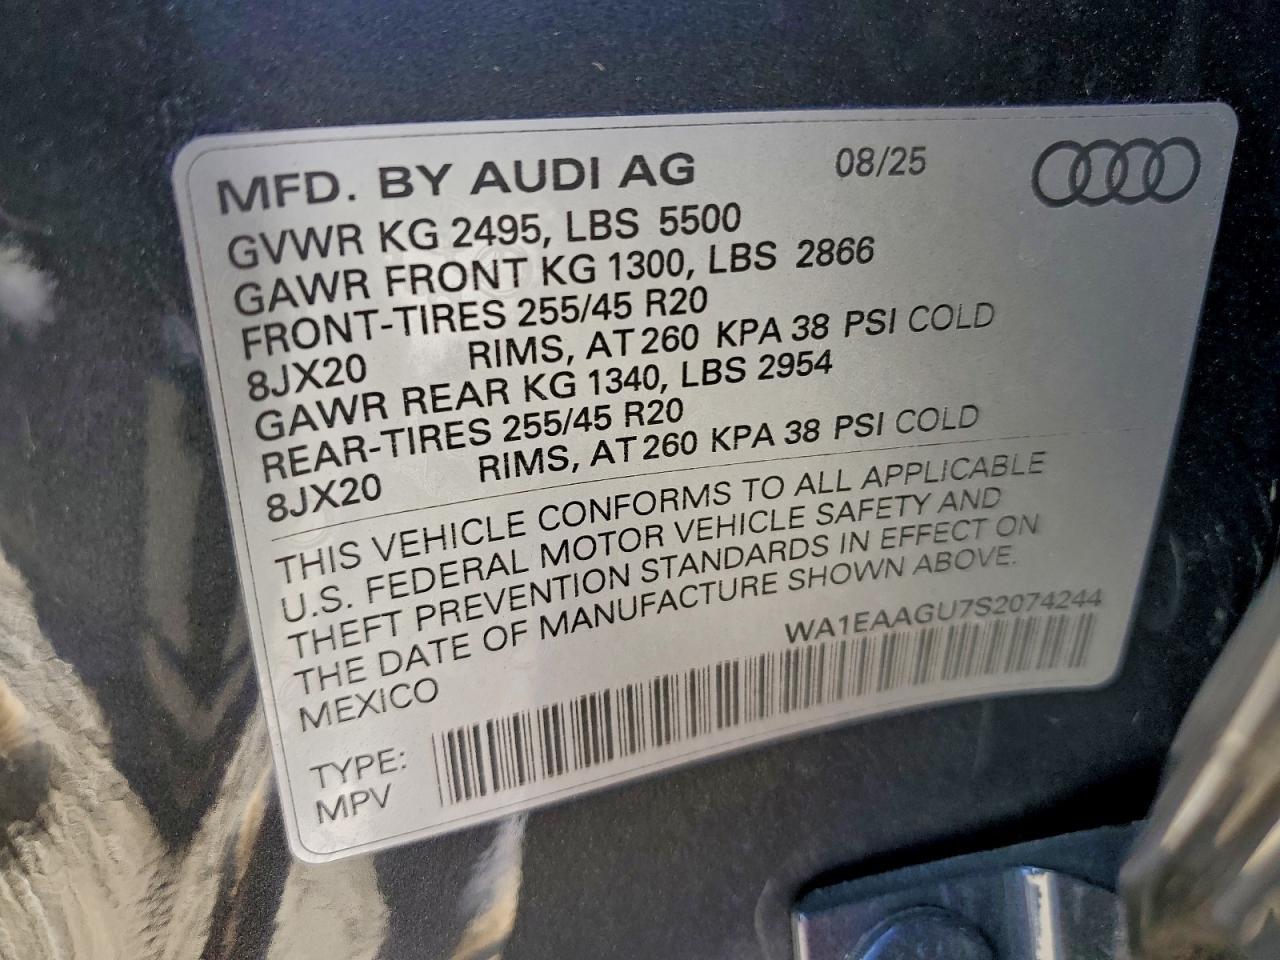 MFD. BY AUDI AG 08/25
GVWR KG 2495, LBS 5500
GAWR FRONT KG 1300, LBS 2866
FRONT-TIRES 255/45 R20
8JX20 RIMS, AT 260 KPA 38 PSI COLD
GAWR REAR KG 1340, LBS 2954
REAR-TIRES 255/45 R20
8JX20 RIMS, AT 260 KPA 38 PSI COLD
THIS VEHICLE CONFORMS TO ALL APPLICABLE
U.S. FEDERAL MOTOR VEHICLE SAFETY AND
THEFT PREVENTION STANDARDS IN EFFECT ON
THE DATE OF MANUFACTURE SHOWN ABOVE.
MEXICO WA1EAAGU7S2074244
TYPE:
MPV